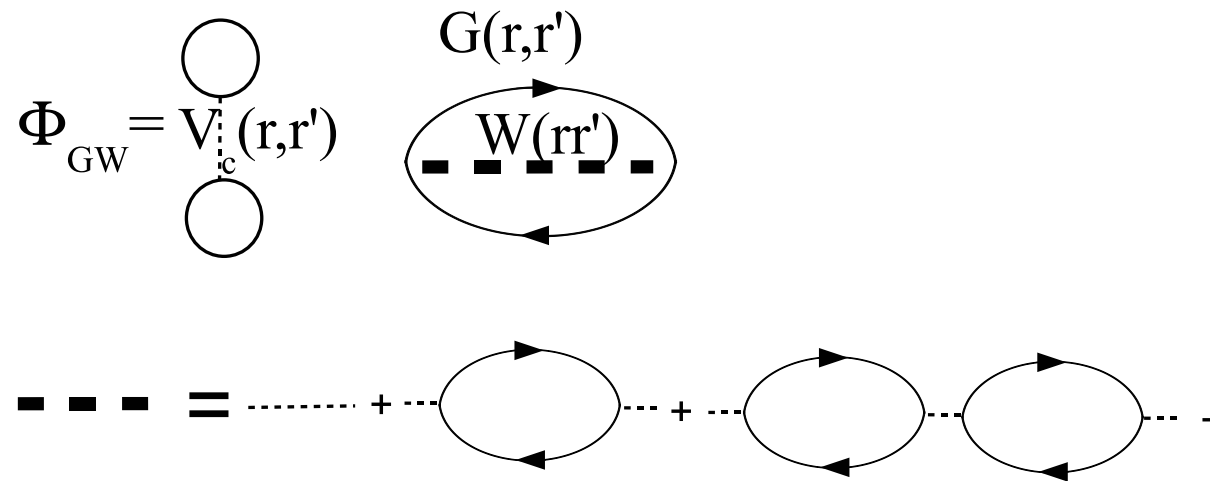 G(r,r')
Φ_GW = V_c(r,r')
W(rr')
= + + -